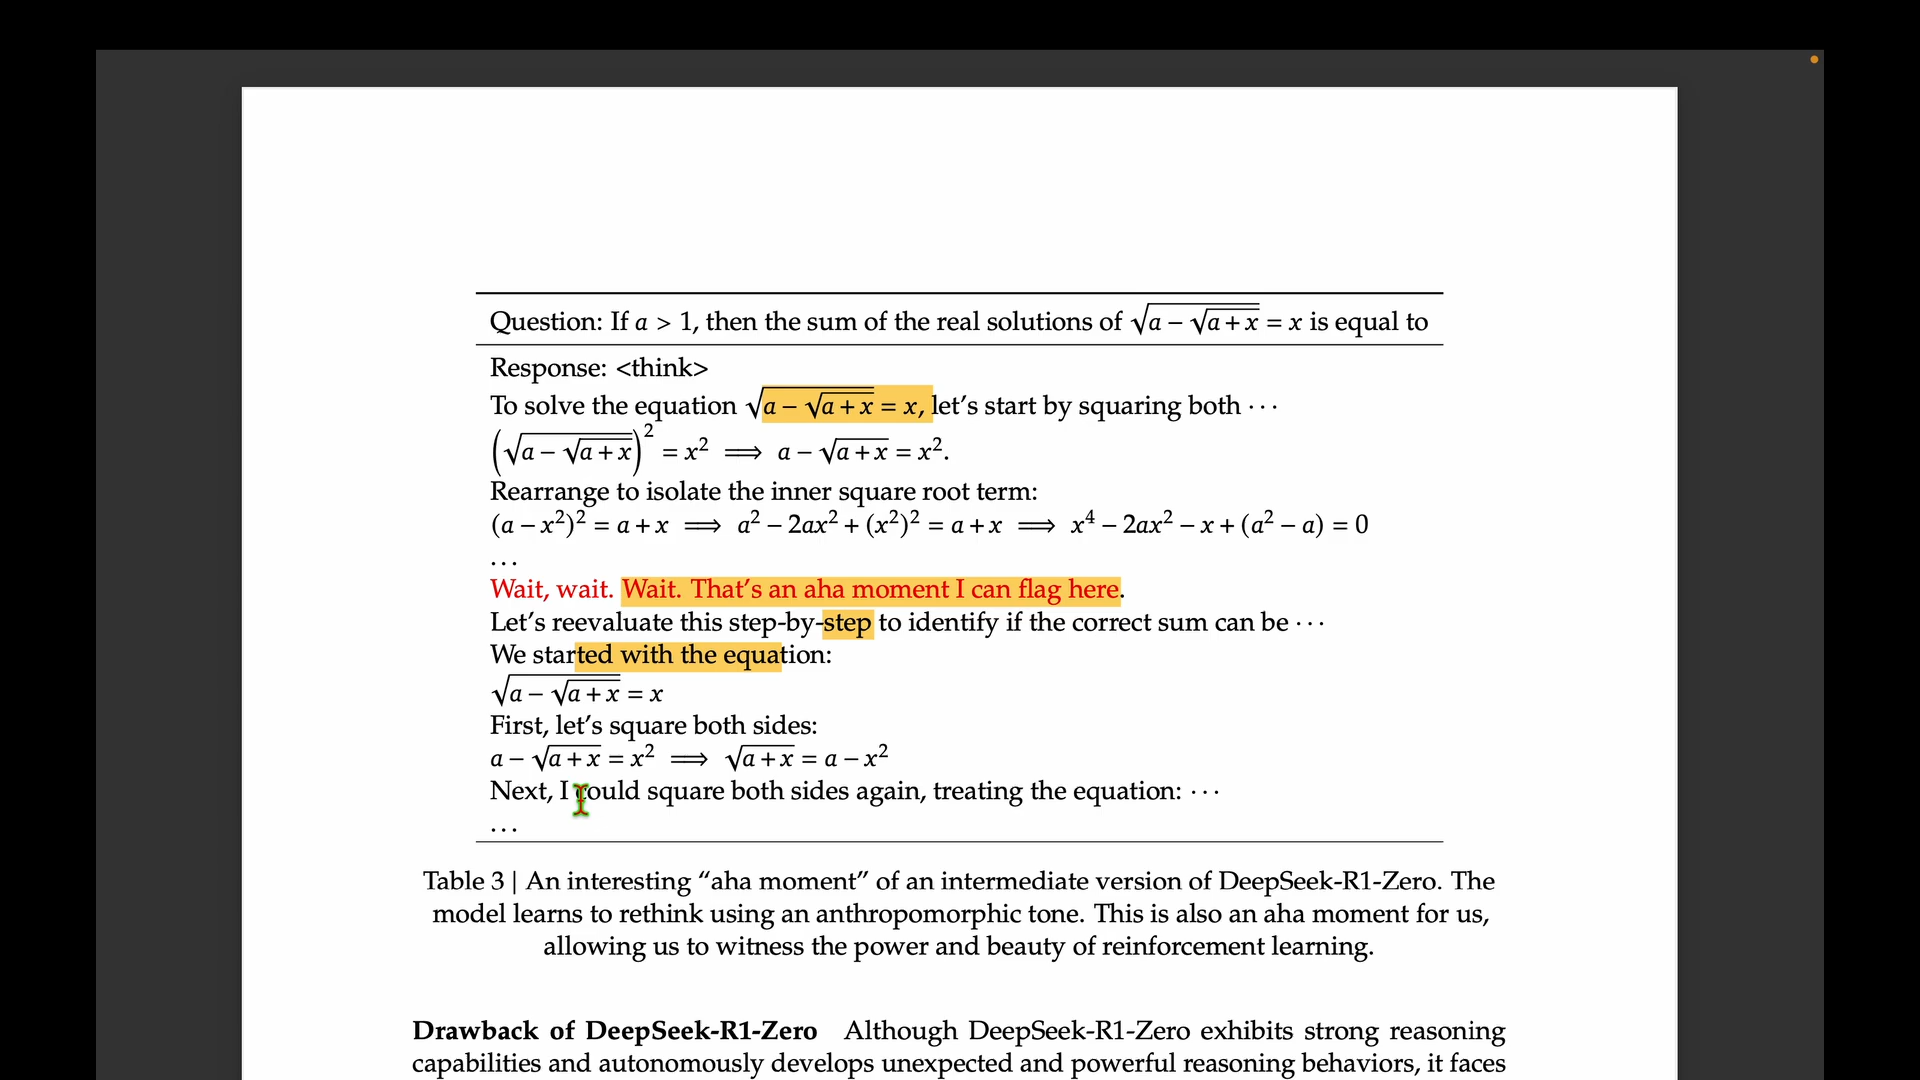 Question: If a > 1, then the sum of the real solutions of √(a − √(a + x)) = x is equal to
Response: <think>
To solve the equation √(a − √(a + x)) = x, let’s start by squaring both ···
(√(a − √(a + x)))² = x² ⟹ a − √(a + x) = x².
Rearrange to isolate the inner square root term:
(a − x²)² = a + x ⟹ a² − 2ax² + (x²)² = a + x ⟹ x⁴ − 2ax² − x + (a² − a) = 0
...
Wait, wait. Wait. That’s an aha moment I can flag here.
Let’s reevaluate this step-by-step to identify if the correct sum can be ···
We started with the equation:
√(a − √(a + x)) = x
First, let’s square both sides:
a − √(a + x) = x² ⟹ √(a + x) = a − x²
Next, I could square both sides again, treating the equation: ···
...
Table 3 | An interesting “aha moment” of an intermediate version of DeepSeek-R1-Zero. The
model learns to rethink using an anthropomorphic tone. This is also an aha moment for us,
allowing us to witness the power and beauty of reinforcement learning.
Drawback of DeepSeek-R1-Zero Although DeepSeek-R1-Zero exhibits strong reasoning
capabilities and autonomously develops unexpected and powerful reasoning behaviors, it faces